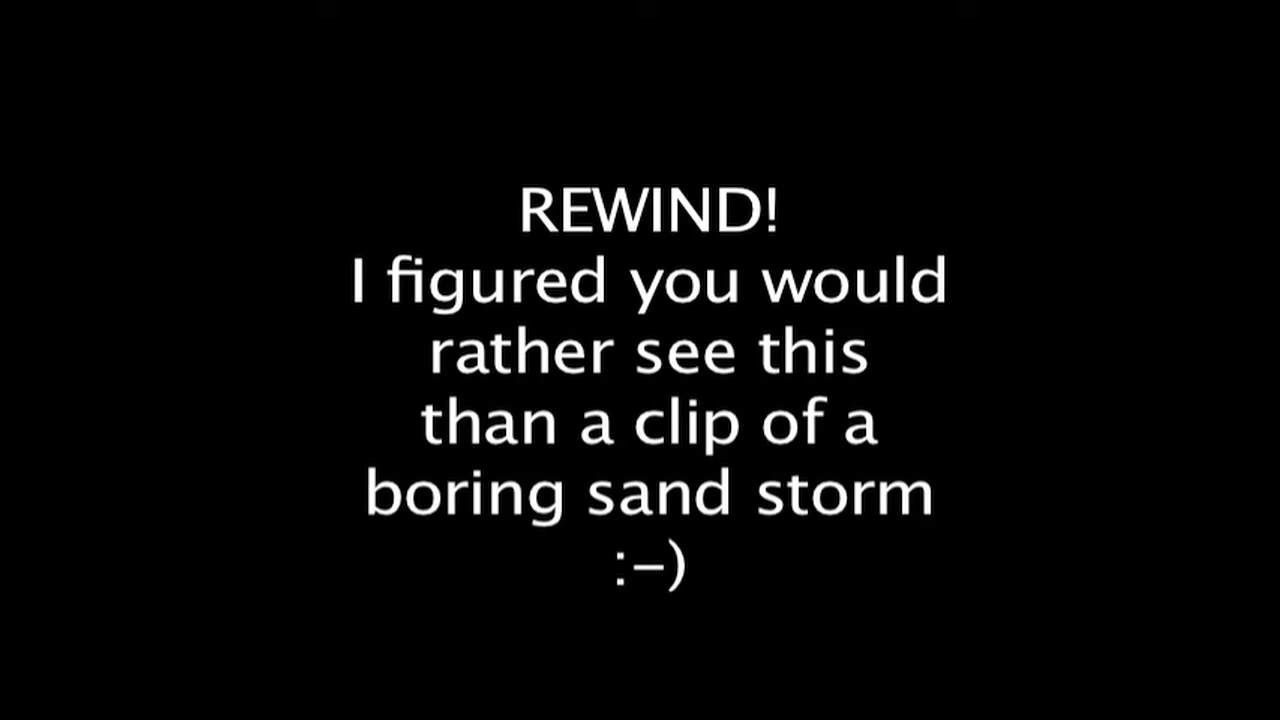 REWIND!
I figured you would
rather see this
than a clip of a
boring sand storm
:-)